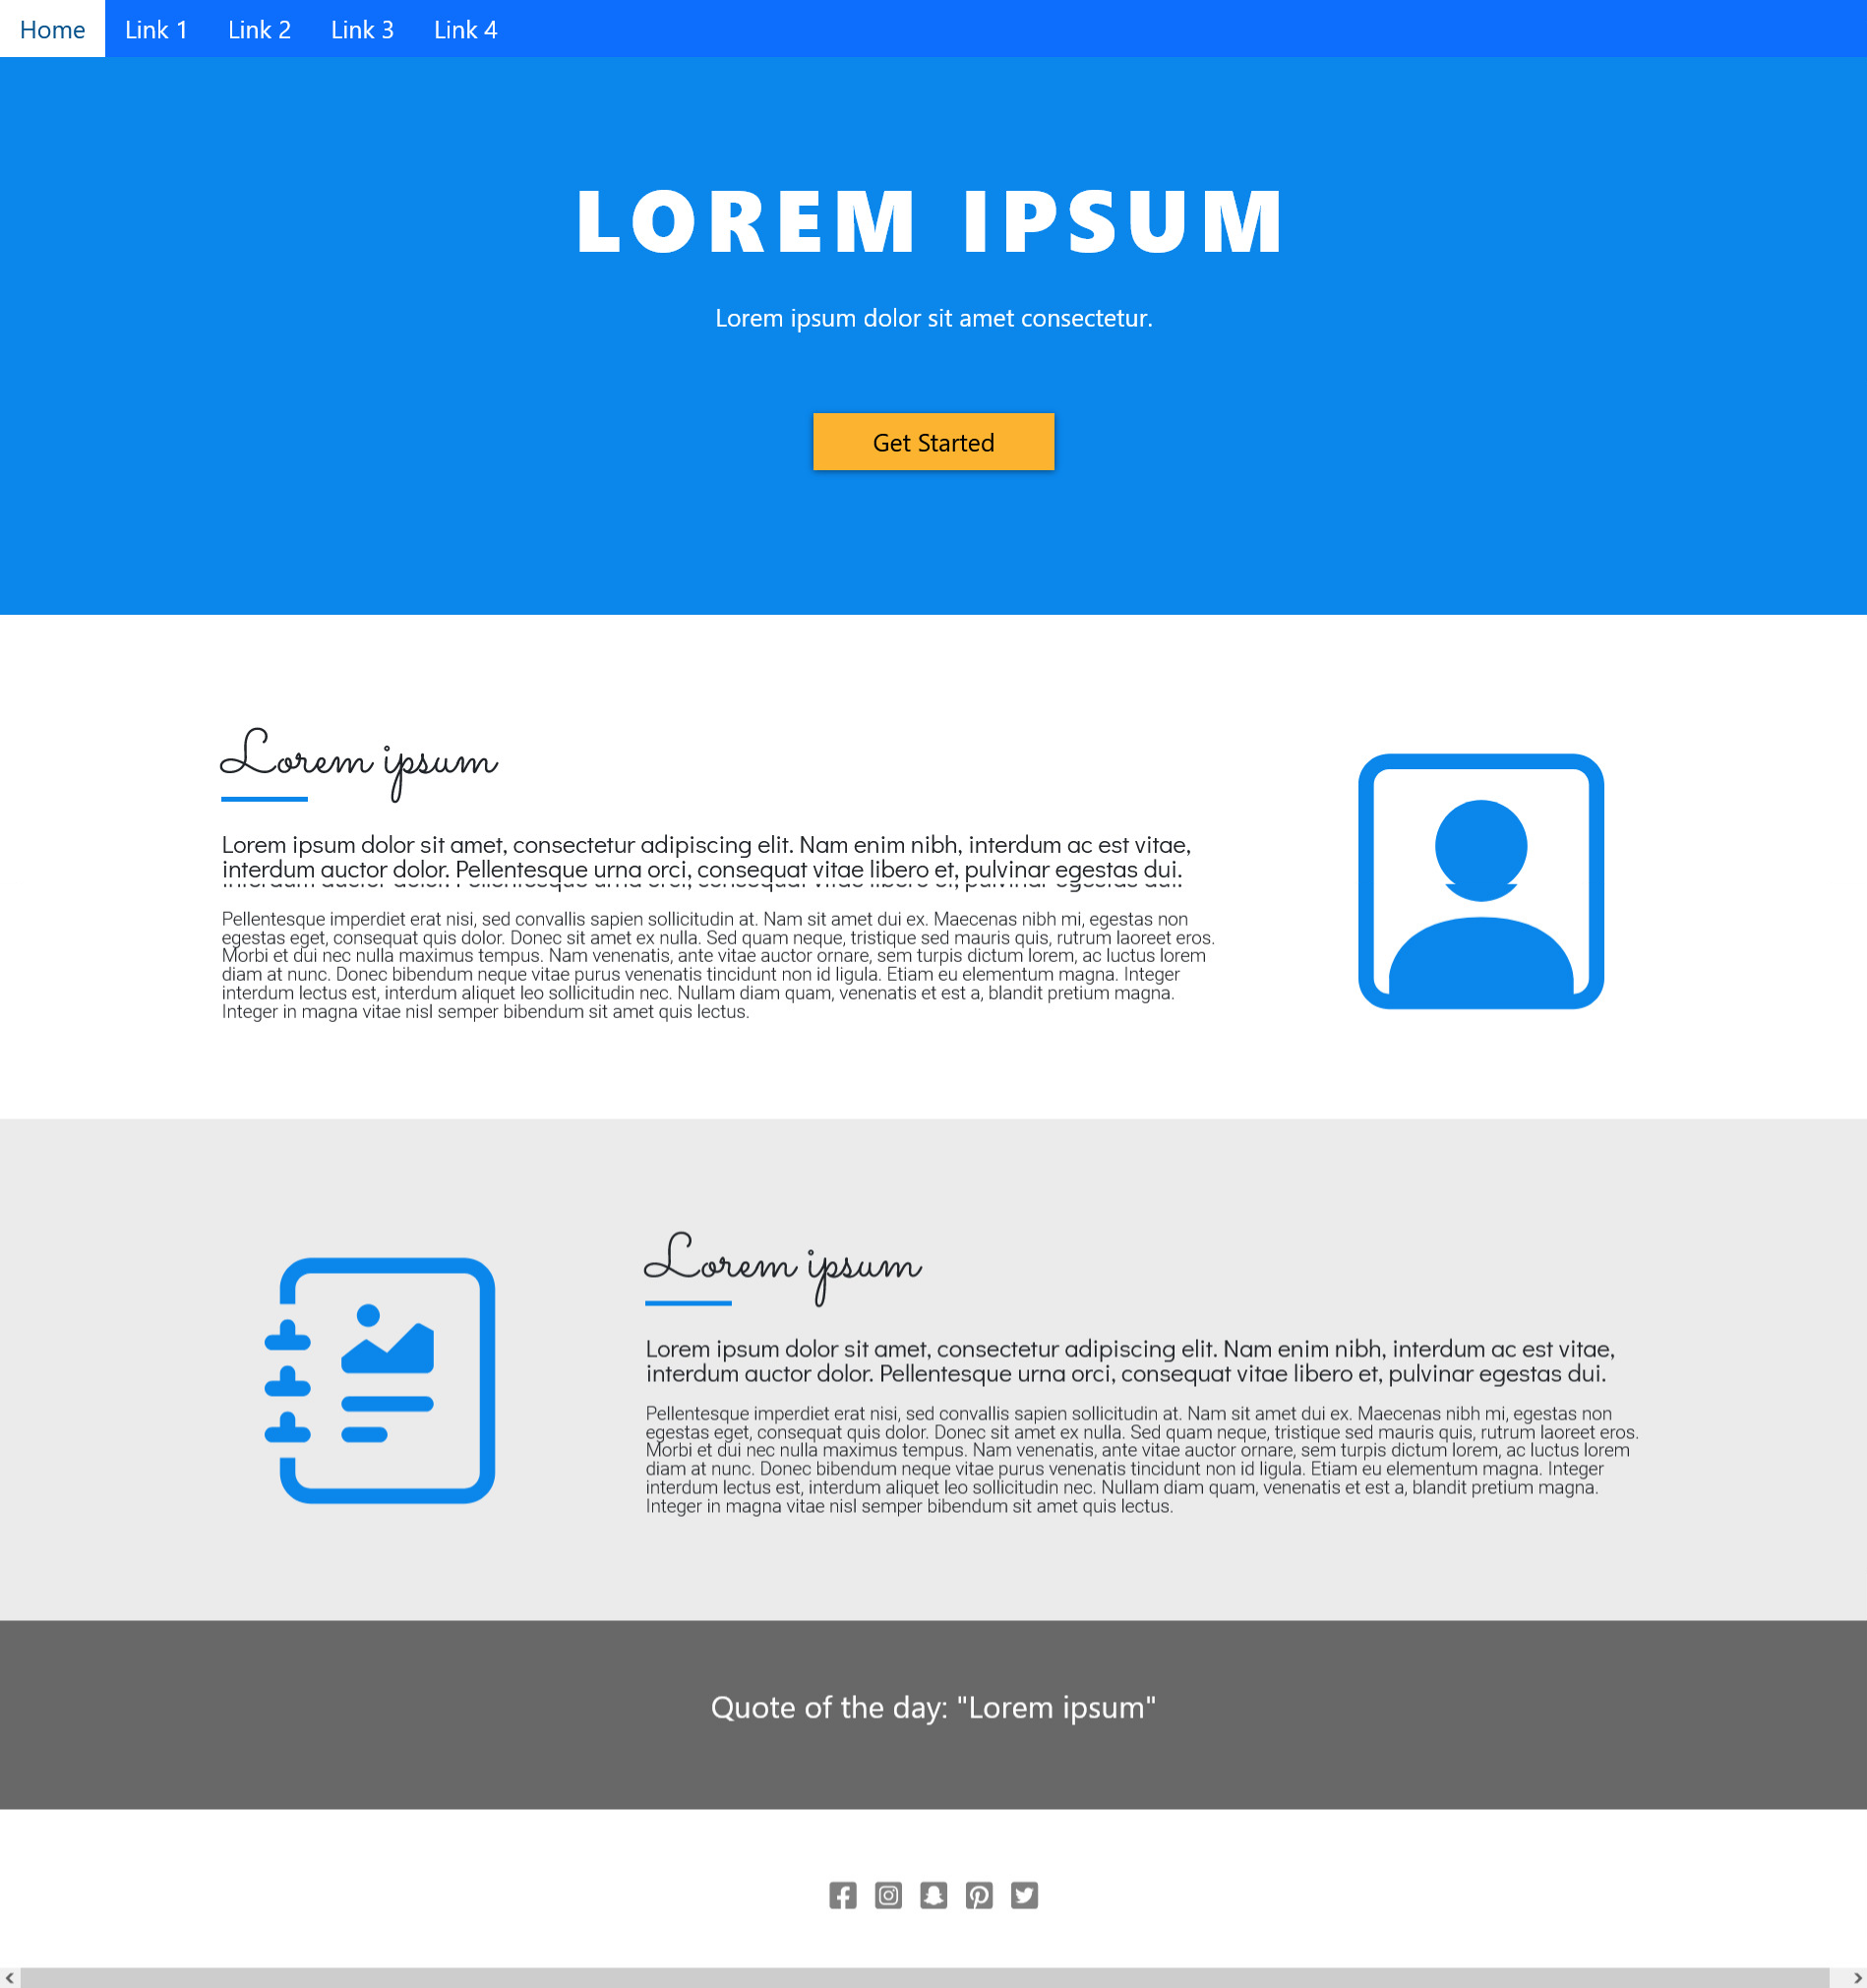 Home Link 1 Link 2 Link 3 Link 4
LOREM IPSUM
Lorem ipsum dolor sit amet consectetur.
Get Started
Lorem ipsum
Lorem ipsum dolor sit amet, consectetur adipiscing elit. Nam enim nibh, interdum ac est vitae,
interdum auctor dolor. Pellentesque urna orci, consequat vitae libero et, pulvinar egestas dui.
Pellentesque imperdiet erat nisi, sed convallis sapien sollicitudin at. Nam sit amet dui ex. Maecenas nibh mi, egestas non
egestas eget, consequat quis dolor. Donec sit amet ex nulla. Sed quam neque, tristique sed mauris quis, rutrum laoreet eros.
Morbi et dui nec nulla maximus tempus. Nam venenatis, ante vitae auctor ornare, sem turpis dictum lorem, ac luctus lorem
diam at nunc. Donec bibendum neque vitae purus venenatis tincidunt non id ligula. Etiam eu elementum magna. Integer
interdum lectus est, interdum aliquet leo sollicitudin nec. Nullam diam quam, venenatis et est a, blandit pretium magna.
Integer in magna vitae nisl semper bibendum sit amet quis lectus.
Lorem ipsum
Lorem ipsum dolor sit amet, consectetur adipiscing elit. Nam enim nibh, interdum ac est vitae,
interdum auctor dolor. Pellentesque urna orci, consequat vitae libero et, pulvinar egestas dui.
Pellentesque imperdiet erat nisi, sed convallis sapien sollicitudin at. Nam sit amet dui ex. Maecenas nibh mi, egestas non
egestas eget, consequat quis dolor. Donec sit amet ex nulla. Sed quam neque, tristique sed mauris quis, rutrum laoreet eros.
Morbi et dui nec nulla maximus tempus. Nam venenatis, ante vitae auctor ornare, sem turpis dictum lorem, ac luctus lorem
diam at nunc. Donec bibendum neque vitae purus venenatis tincidunt non id ligula. Etiam eu elementum magna. Integer
interdum lectus est, interdum aliquet leo sollicitudin nec. Nullam diam quam, venenatis et est a, blandit pretium magna.
Integer in magna vitae nisl semper bibendum sit amet quis lectus.
Quote of the day: "Lorem ipsum"